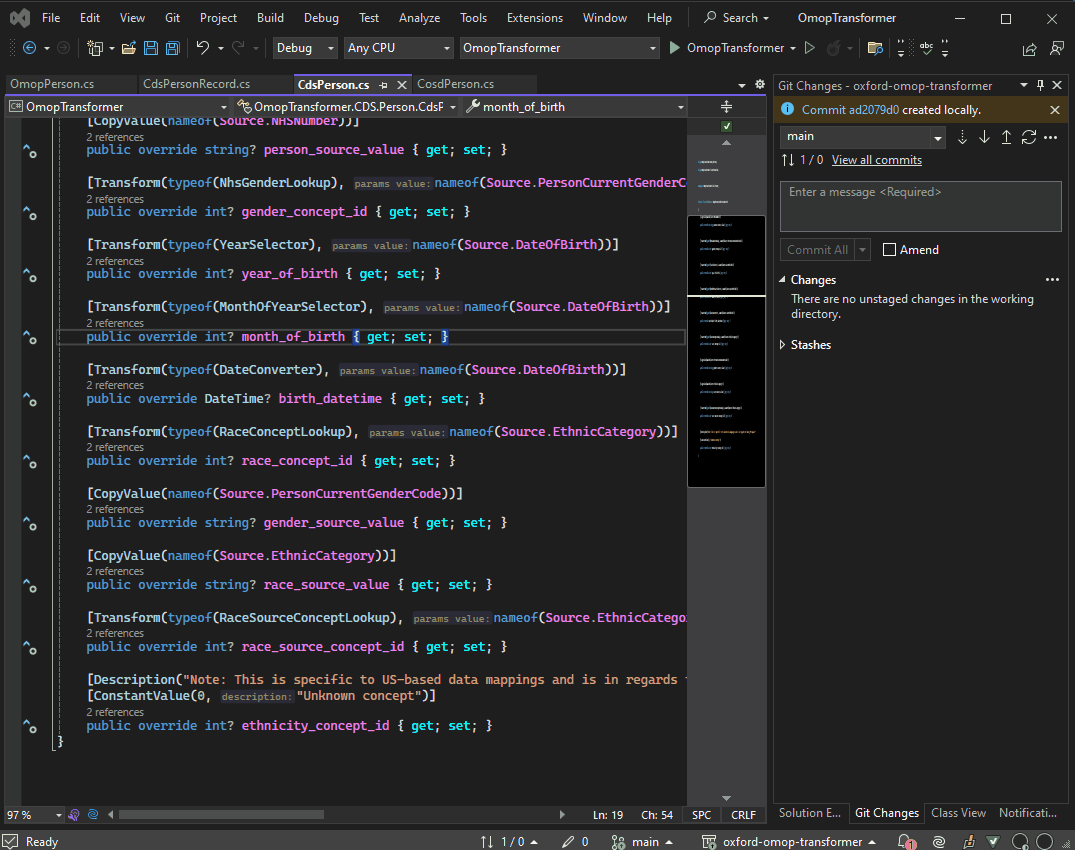 File Edit View Git Project Build Debug Test Analyze Tools Extensions Window Help Search OmopTransformer
Debug Any CPU OmopTransformer OmopTransformer
OmopPerson.cs CdsPersonRecord.cs CdsPerson.cs CosdPerson.cs
C# OmopTransformer OmopTransformer.CDS.Person.CdsP month_of_birth
[CopyValue(nameof(Source.NHSNumber))]
2 references
public override string? person_source_value { get; set; }
[Transform(typeof(NhsGenderLookup), params value: nameof(Source.PersonCurrentGenderC
2 references
public override int? gender_concept_id { get; set; }
[Transform(typeof(YearSelector), params value: nameof(Source.DateOfBirth))]
2 references
public override int? year_of_birth { get; set; }
[Transform(typeof(MonthOfYearSelector), params value: nameof(Source.DateOfBirth))]
2 references
public override int? month_of_birth { get; set; }
[Transform(typeof(DateConverter), params value: nameof(Source.DateOfBirth))]
2 references
public override DateTime? birth_datetime { get; set; }
[Transform(typeof(RaceConceptLookup), params value: nameof(Source.EthnicCategory))]
2 references
public override int? race_concept_id { get; set; }
[CopyValue(nameof(Source.PersonCurrentGenderCode))]
2 references
public override string? gender_source_value { get; set; }
[CopyValue(nameof(Source.EthnicCategory))]
2 references
public override string? race_source_value { get; set; }
[Transform(typeof(RaceSourceConceptLookup), params value: nameof(Source.EthnicCatego
2 references
public override int? race_source_concept_id { get; set; }
[Description("Note: This is specific to US-based data mappings and is in regards
[ConstantValue(0, description: "Unknown concept")]
2 references
public override int? ethnicity_concept_id { get; set; }
}
97 % Ln: 19 Ch: 54 SPC CRLF
Git Changes - oxford-omop-transformer
Commit ad2079d0 created locally.
main
1 / 0 View all commits
Enter a message <Required>
Commit All Amend
Changes
There are no unstaged changes in the working
directory.
Stashes
Solution E... Git Changes Class View Notificati...
Ready 1 / 0 0 main oxford-omop-transformer 1